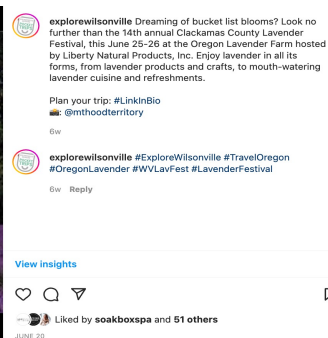 explorewilsonville Dreaming of bucket list blooms? Look no
further than the 14th annual Clackamas County Lavender
Festival, this June 25-26 at the Oregon Lavender Farm hosted
by Liberty Natural Products, Inc. Enjoy lavender in all its
forms, from lavender products and crafts, to mouth-watering
lavender cuisine and refreshments.
Plan your trip: #LinkInBio
📸: @mthoodterritory
6w
explorewilsonville #ExploreWilsonville #TravelOregon
#OregonLavender #WVLavFest #LavenderFestival
6w Reply
View insights
Liked by soakboxspa and 51 others
JUNE 20